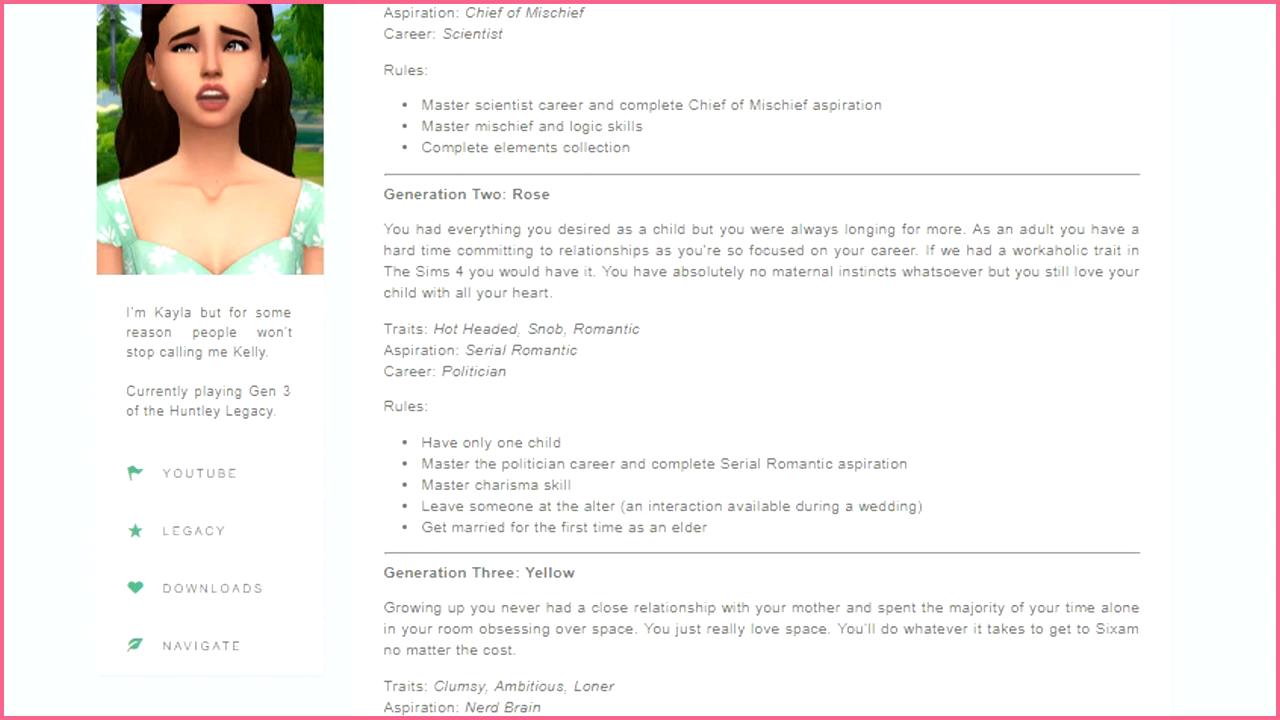 Aspiration: Chief of Mischief
Career: Scientist
Rules:
• Master scientist career and complete Chief of Mischief aspiration
• Master mischief and logic skills
• Complete elements collection
Generation Two: Rose
You had everything you desired as a child but you were always longing for more. As an adult you have a
hard time committing to relationships as you're so focused on your career. If we had a workaholic trait in
The Sims 4 you would have it. You have absolutely no maternal instincts whatsoever but you still love your
child with all your heart.
Traits: Hot Headed, Snob, Romantic
Aspiration: Serial Romantic
Career: Politician
Rules:
• Have only one child
• Master the politician career and complete Serial Romantic aspiration
• Master charisma skill
• Leave someone at the alter (an interaction available during a wedding)
• Get married for the first time as an elder
Generation Three: Yellow
Growing up you never had a close relationship with your mother and spent the majority of your time alone
in your room obsessing over space. You just really love space. You'll do whatever it takes to get to Sixam
no matter the cost.
Traits: Clumsy, Ambitious, Loner
Aspiration: Nerd Brain
I'm Kayla but for some
reason people won't
stop calling me Kelly.
Currently playing Gen 3
of the Huntley Legacy.
YOUTUBE
LEGACY
DOWNLOADS
NAVIGATE